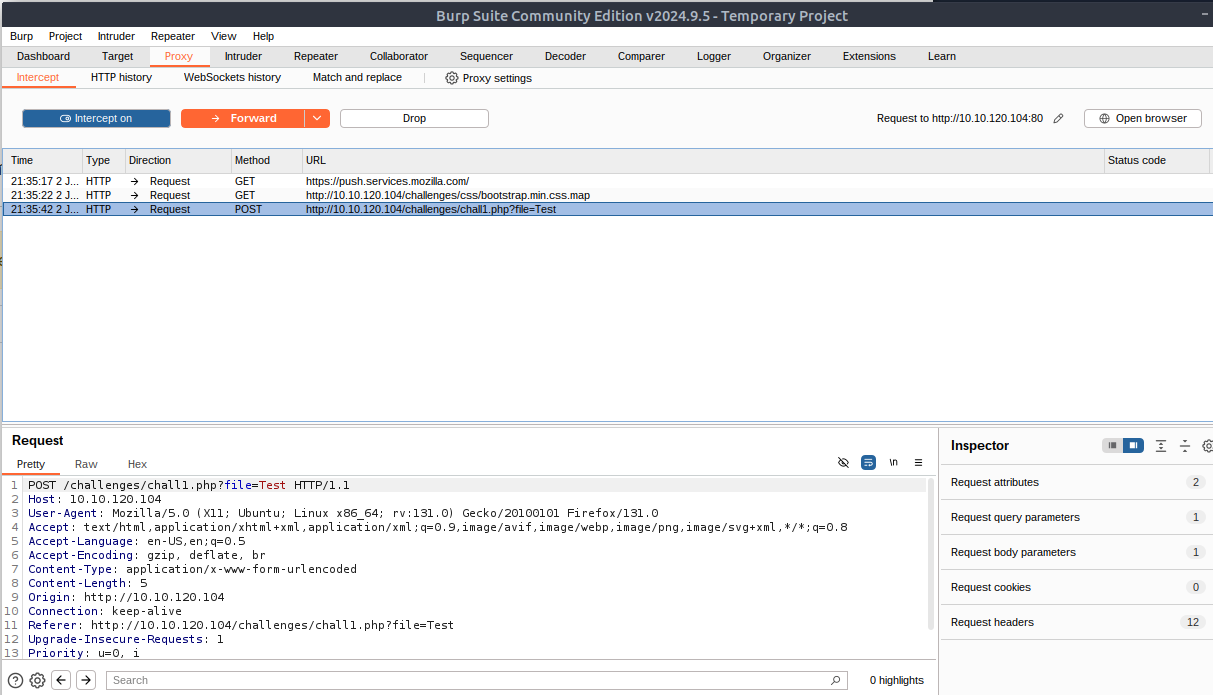 Burp Suite Community Edition v2024.9.5 - Temporary Project
Burp Project Intruder Repeater View Help
Dashboard Target Proxy Intruder Repeater Collaborator Sequencer Decoder Comparer Logger Organizer Extensions Learn
Intercept HTTP history WebSockets history Match and replace Proxy settings
Intercept on Forward Drop Request to http://10.10.120.104:80 Open browser
Time Type Direction Method URL Status code
21:35:17 2 J... HTTP → Request GET https://push.services.mozilla.com/
21:35:22 2 J... HTTP → Request GET http://10.10.120.104/challenges/css/bootstrap.min.css.map
21:35:42 2 J... HTTP → Request POST http://10.10.120.104/challenges/chall1.php?file=Test
Request
Pretty Raw Hex \n
1 POST /challenges/chall1.php?file=Test HTTP/1.1
2 Host: 10.10.120.104
3 User-Agent: Mozilla/5.0 (X11; Ubuntu; Linux x86_64; rv:131.0) Gecko/20100101 Firefox/131.0
4 Accept: text/html,application/xhtml+xml,application/xml;q=0.9,image/avif,image/webp,image/png,image/svg+xml,*/*;q=0.8
5 Accept-Language: en-US,en;q=0.5
6 Accept-Encoding: gzip, deflate, br
7 Content-Type: application/x-www-form-urlencoded
8 Content-Length: 5
9 Origin: http://10.10.120.104
10 Connection: keep-alive
11 Referer: http://10.10.120.104/challenges/chall1.php?file=Test
12 Upgrade-Insecure-Requests: 1
13 Priority: u=0, i
Search 0 highlights
Inspector
Request attributes 2
Request query parameters 1
Request body parameters 1
Request cookies 0
Request headers 12